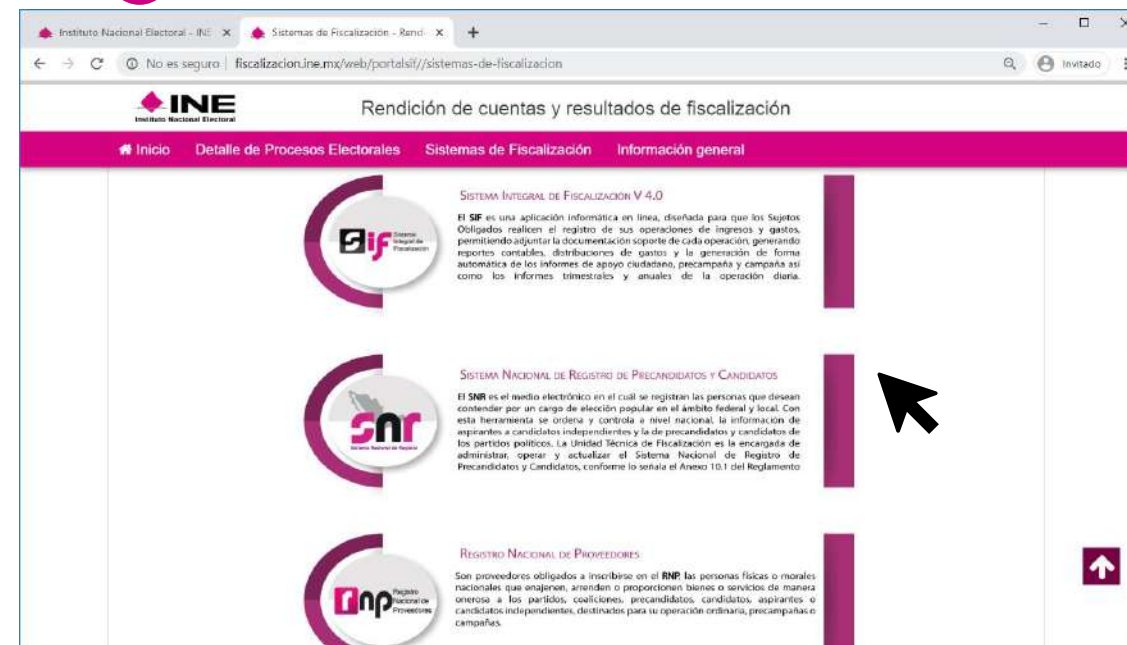 Instituto Nacional Electoral - INE
Sistemas de Fiscalización - Rend
No es seguro | fiscalizacion.ine.mx/web/portalsif//sistemas-de-fiscalizacion
Invitado
INE
Instituto Nacional Electoral
Rendición de cuentas y resultados de fiscalización
Inicio Detalle de Procesos Electorales Sistemas de Fiscalización Información general
Sif Sistema
Integral de
Fiscalización
SISTEMA INTEGRAL DE FISCALIZACIÓN V 4.0
El SIF es una aplicación informática en línea, diseñada para que los Sujetos
Obligados realicen el registro de sus operaciones de ingresos y gastos,
permitiendo adjuntar la documentación soporte de cada operación, generando
reportes contables, distribuciones de gastos y la generación de forma
automática de los informes de apoyo ciudadano, precampaña y campaña así
como los informes trimestrales y anuales de la operación diaria.
snr
Sistema Nacional de Registro
SISTEMA NACIONAL DE REGISTRO DE PRECANDIDATOS Y CANDIDATOS
El SNR es el medio electrónico en el cuál se registran las personas que desean
contender por un cargo de elección popular en el ámbito federal y local. Con
esta herramienta se ordena y controla a nivel nacional, la información de
aspirantes a candidatos independientes y la de precandidatos y candidatos de
los partidos políticos. La Unidad Técnica de Fiscalización es la encargada de
administrar, operar y actualizar el Sistema Nacional de Registro de
Precandidatos y Candidatos, conforme lo señala el Anexo 10.1 del Reglamento
rnp Registro
Nacional de
Proveedores
REGISTRO NACIONAL DE PROVEEDORES
Son proveedores obligados a inscribirse en el RNP, las personas físicas o morales
nacionales que enajenen, arrenden o proporcionen bienes o servicios de manera
onerosa a los partidos, coaliciones, precandidatos, candidatos, aspirantes o
candidatos independientes, destinados para su operación ordinaria, precampañas o
campañas.